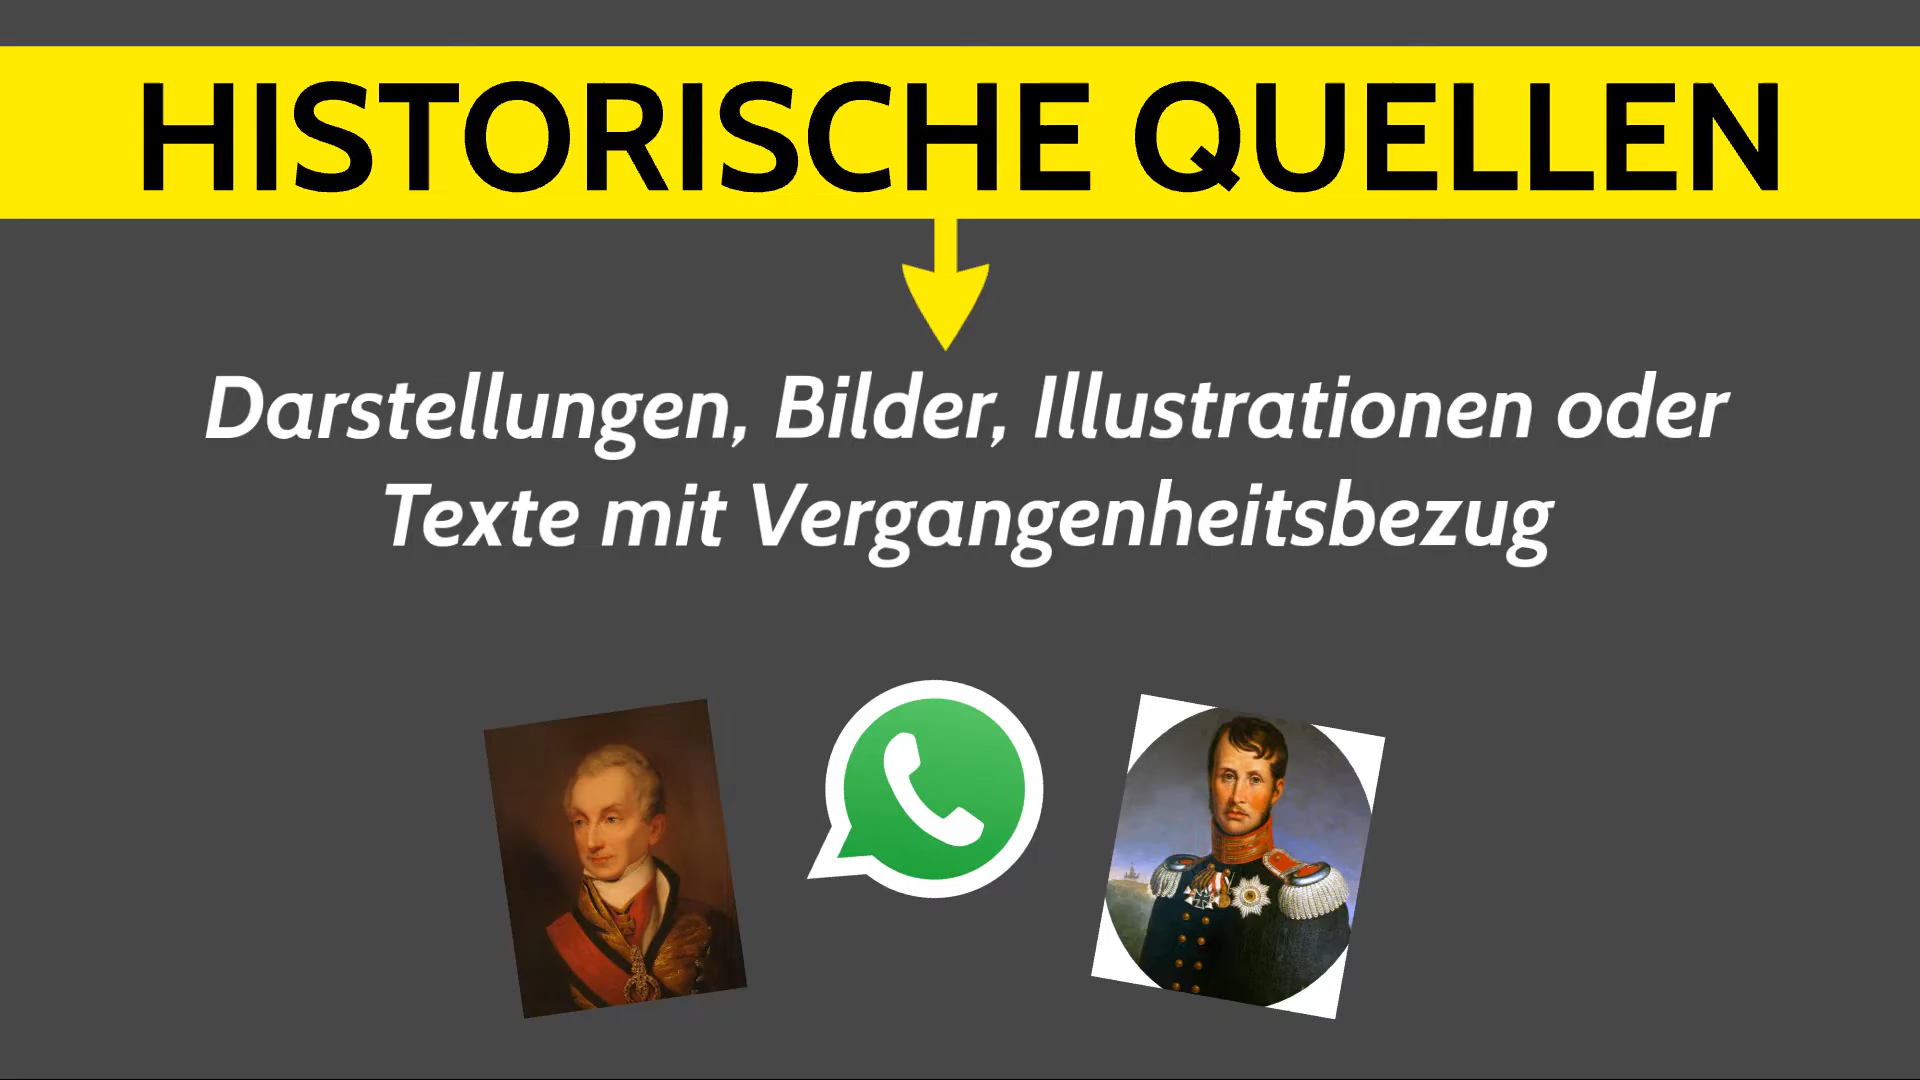 HISTORISCHE QUELLEN
Darstellungen, Bilder, Illustrationen oder
Texte mit Vergangenheitsbezug